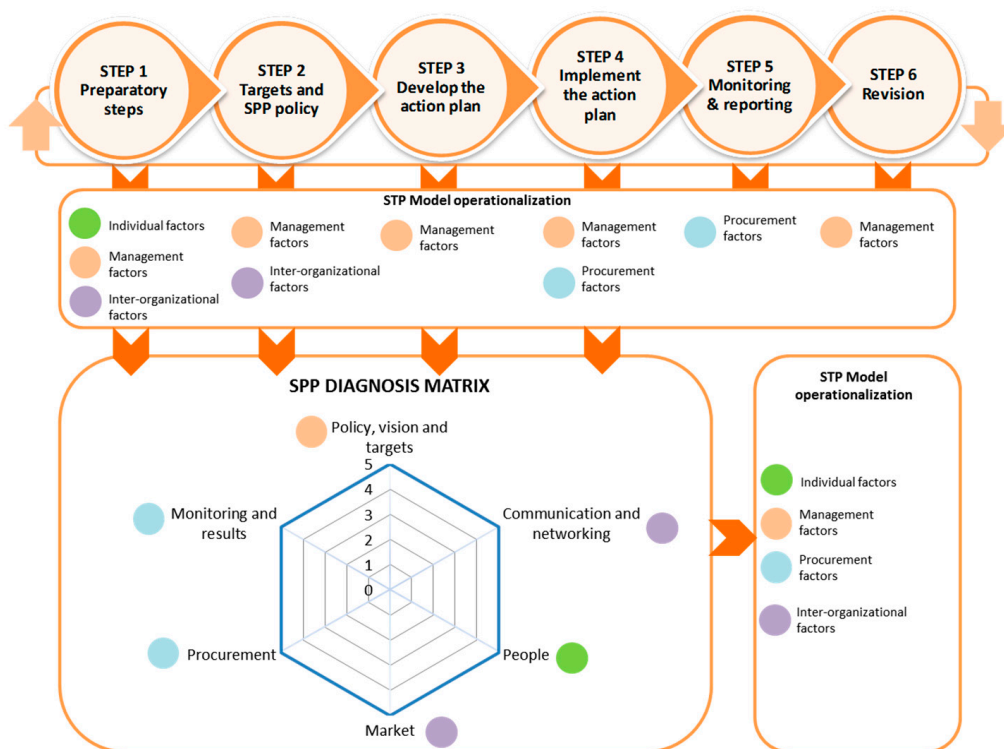 STEP 1
Preparatory
steps
STEP 2
Targets and
SPP policy
STEP 3
Develop the
action plan
STEP 4
Implement
the action
plan
STEP 5
Monitoring
& reporting
STEP 6
Revision
STP Model operationalization
Individual factors
Management
factors
Inter-organizational
factors
Management
factors
Inter-organizational
factors
Management
factors
Management
factors
Procurement
factors
Procurement
factors
Management
factors
SPP DIAGNOSIS MATRIX
Policy, vision and
targets
5
4
3
2
1
0
Monitoring and
results
Communication and
networking
Procurement
People
Market
STP Model
operationalization
Individual factors
Management
factors
Procurement
factors
Inter-organizational
factors